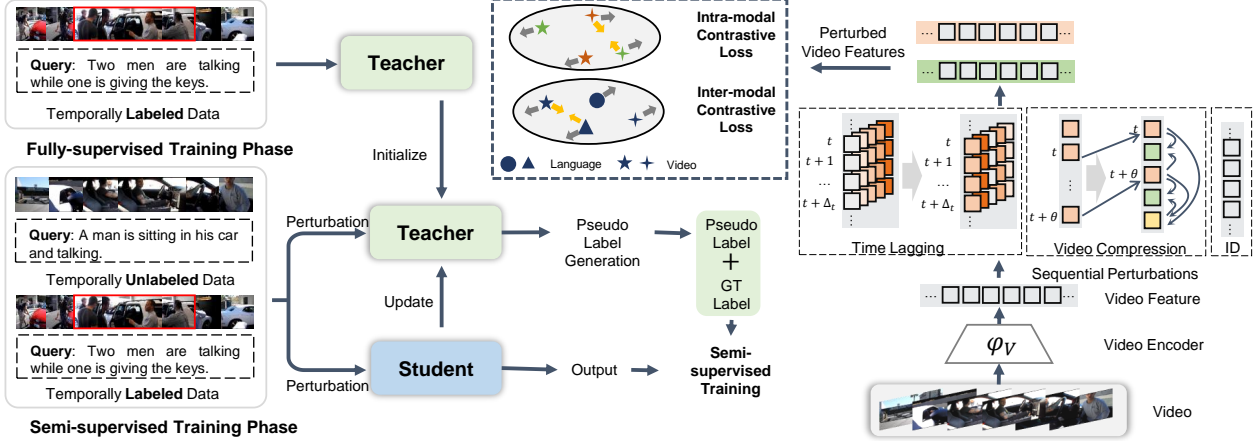 Query: Two men are talking
while one is giving the keys.
Temporally Labeled Data
Fully-supervised Training Phase
Query: A man is sitting in his car
and talking.
Temporally Unlabeled Data
Query: Two men are talking
while one is giving the keys.
Temporally Labeled Data
Semi-supervised Training Phase
Teacher
Initialize
Perturbation
Teacher
Update
Perturbation
Student
Pseudo
Label
Generation
Output
Pseudo
Label
+
GT
Label
Semi-
supervised
Training
Intra-modal
Contrastive
Loss
Inter-modal
Contrastive
Loss
Language
Video
Perturbed
Video Features
... ...
... ...
t
t + 1
...
t + Δt
t
t + 1
...
t + Δt
Time Lagging
t
t + θ
t
t + θ
Video Compression
ID
Sequential Perturbations
... ...
Video Feature
φV
Video Encoder
Video